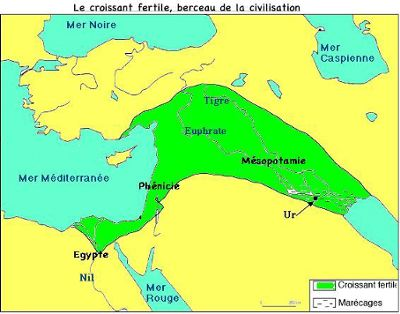 Le croissant fertile, berceau de la civilisation
Mer Noire
Mer
Caspienne
Tigre
Euphrate
Mésopotamie
Mer Méditerranée
Phénicie
Ur
Egypte
Nil
Mer
Rouge
Croissant fertile
Marécages